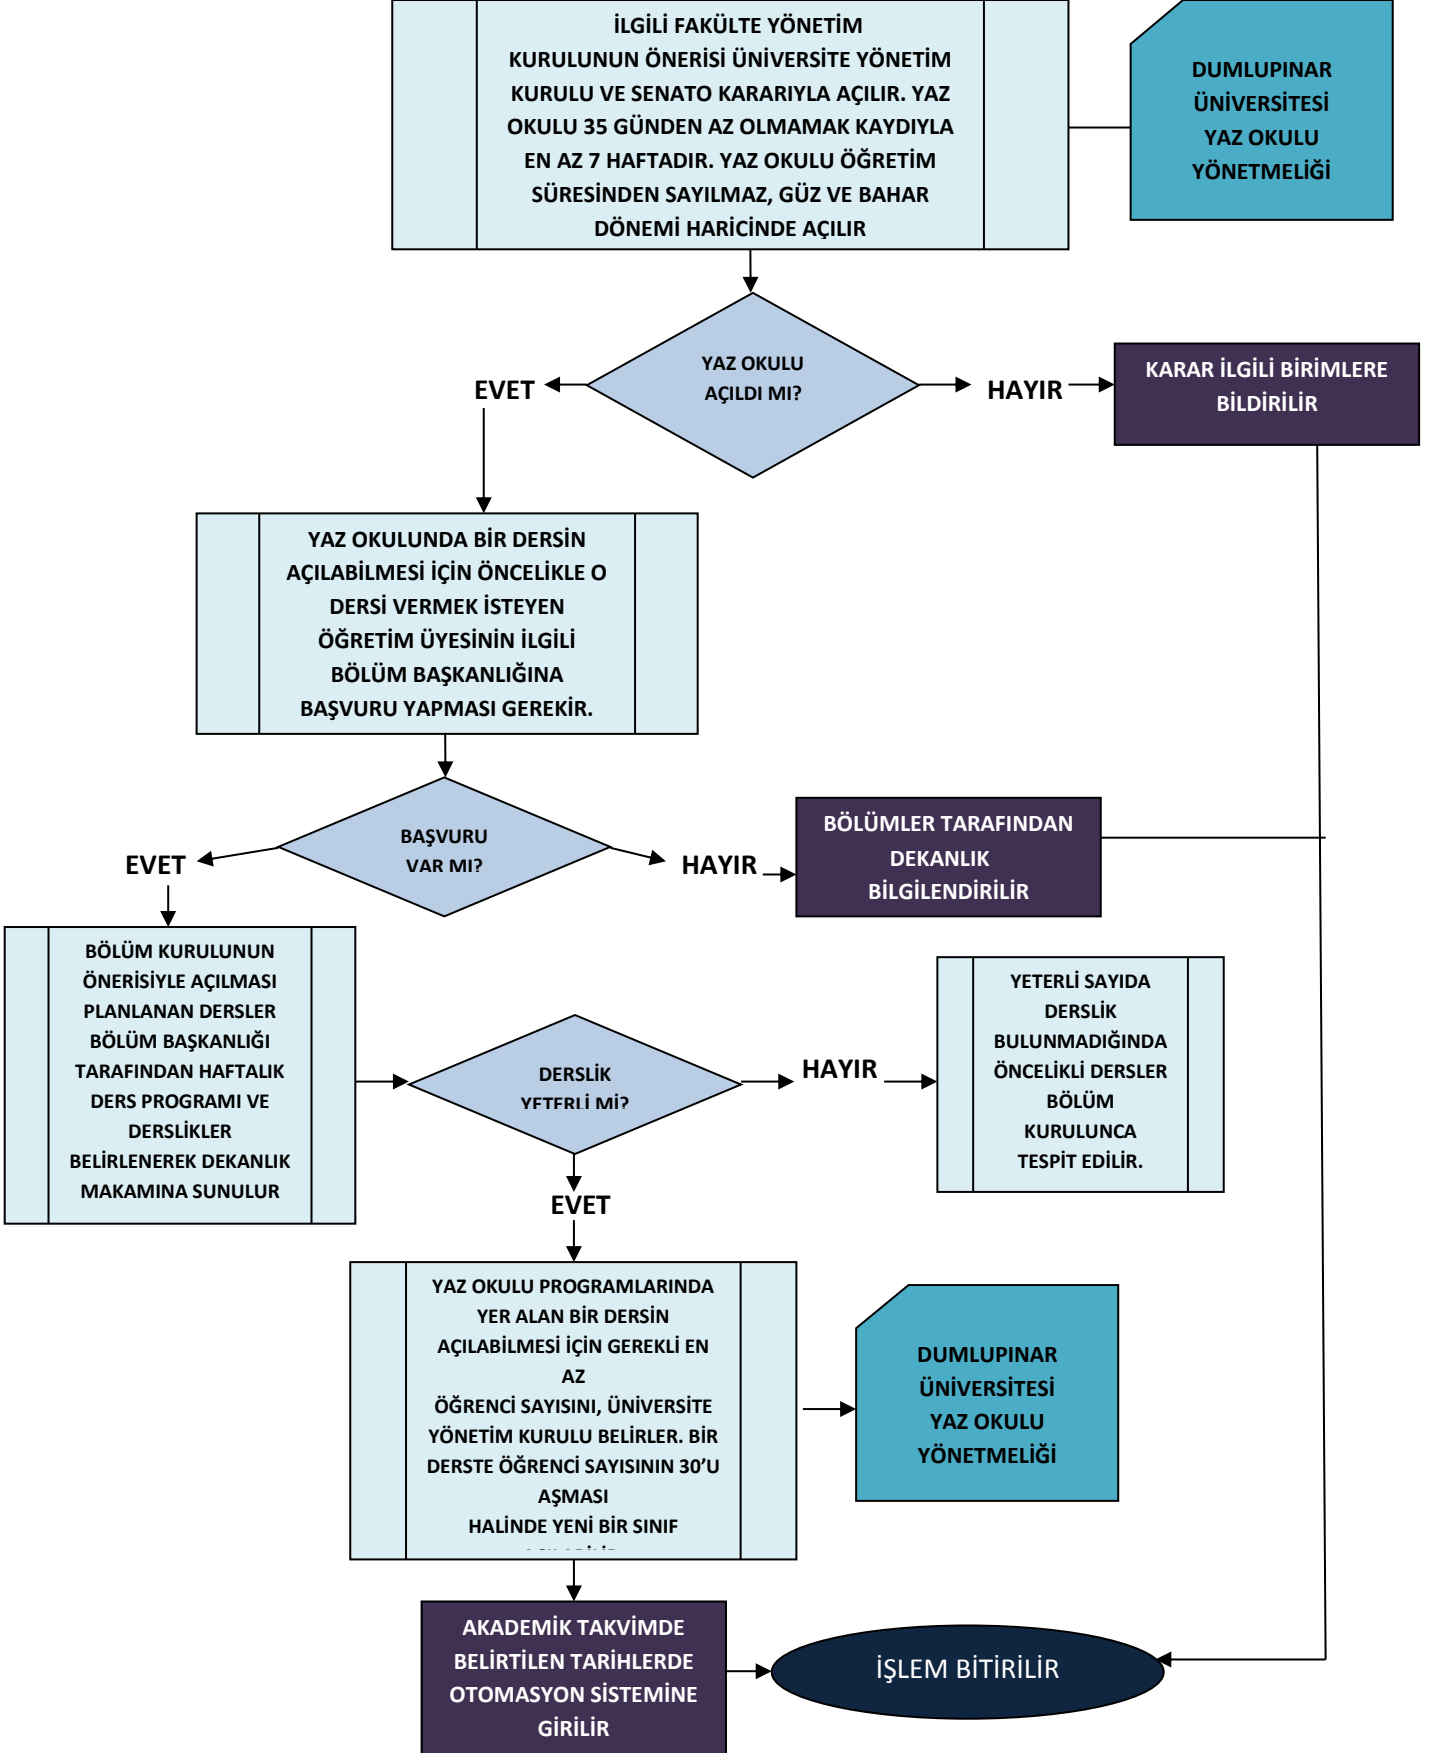 İLGİLİ FAKÜLTE YÖNETİM
KURULUNUN ÖNERİSİ ÜNİVERSİTE YÖNETİM
KURULU VE SENATO KARARIYLA AÇILIR. YAZ
OKULU 35 GÜNDEN AZ OLMAMAK KAYDIYLA
EN AZ 7 HAFTADIR. YAZ OKULU ÖĞRETİM
SÜRESİNDEN SAYILMAZ, GÜZ VE BAHAR
DÖNEMİ HARİCİNDE AÇILIR
DUMLUPINAR
ÜNİVERSİTESİ
YAZ OKULU
YÖNETMELİĞİ
YAZ OKULU
AÇILDI MI?
EVET
HAYIR
KARAR İLGİLİ BİRİMLERE
BİLDİRİLİR
YAZ OKULUNDA BİR DERSİN
AÇILABİLMESİ İÇİN ÖNCELİKLE O
DERSİ VERMEK İSTEYEN
ÖĞRETİM ÜYESİNİN İLGİLİ
BÖLÜM BAŞKANLIĞINA
BAŞVURU YAPMASI GEREKİR.
BAŞVURU
VAR MI?
EVET
HAYIR
BÖLÜMLER TARAFINDAN
DEKANLIK
BİLGİLENDİRİLİR
BÖLÜM KURULUNUN
ÖNERİSİYLE AÇILMASI
PLANLANAN DERSLER
BÖLÜM BAŞKANLIĞI
TARAFINDAN HAFTALIK
DERS PROGRAMI VE
DERSLİKLER
BELİRLENEREK DEKANLIK
MAKAMINA SUNULUR
DERSLİK
YETERLİ Mİ?
HAYIR
YETERLİ SAYIDA
DERSLİK
BULUNMADIĞINDA
ÖNCELİKLİ DERSLER
BÖLÜM
KURULUNCA
TESPİT EDİLİR.
EVET
YAZ OKULU PROGRAMLARINDA
YER ALAN BİR DERSİN
AÇILABİLMESİ İÇİN GEREKLİ EN
AZ
ÖĞRENCİ SAYISINI, ÜNİVERSİTE
YÖNETİM KURULU BELİRLER. BİR
DERSTE ÖĞRENCİ SAYISININ 30’U
AŞMASI
HALİNDE YENİ BİR SINIF
DUMLUPINAR
ÜNİVERSİTESİ
YAZ OKULU
YÖNETMELİĞİ
AKADEMİK TAKVİMDE
BELİRTİLEN TARİHLERDE
OTOMASYON SİSTEMİNE
GİRİLİR
İŞLEM BİTİRİLİR